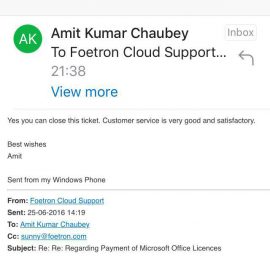 AK
Amit Kumar Chaubey
Inbox
To Foetron Cloud Support...
21:38
View more
Yes you can close this ticket. Customer service is very good and satisfactory.
Best wishes
Amit
Sent from my Windows Phone
From: Foetron Cloud Support
Sent: 25-06-2016 14:19
To: Amit Kumar Chaubey
Cc: sunny@foetron.com
Subject: Re: Re: Regarding Payment of Microsoft Office Licences